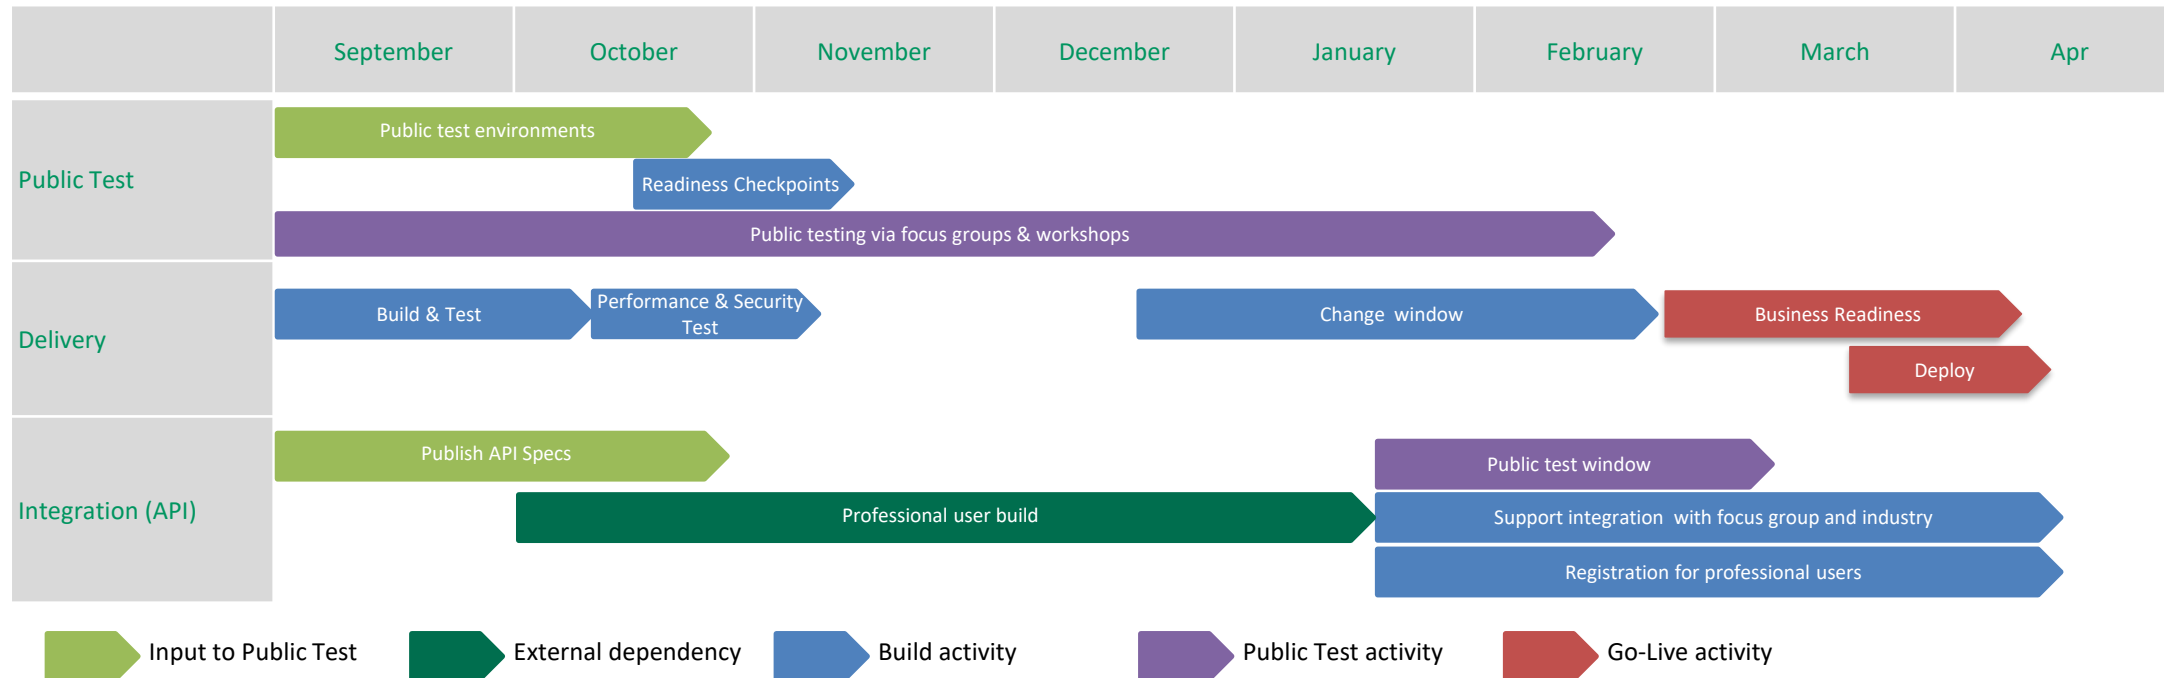 September
October
November
December
January
February
March
Apr
Public Test
Public test environments
Readiness Checkpoints
Public testing via focus groups & workshops
Delivery
Build & Test
Performance & Security
Test
Change window
Business Readiness
Deploy
Integration (API)
Publish API Specs
Public test window
Professional user build
Support integration with focus group and industry
Registration for professional users
Input to Public Test
External dependency
Build activity
Public Test activity
Go-Live activity